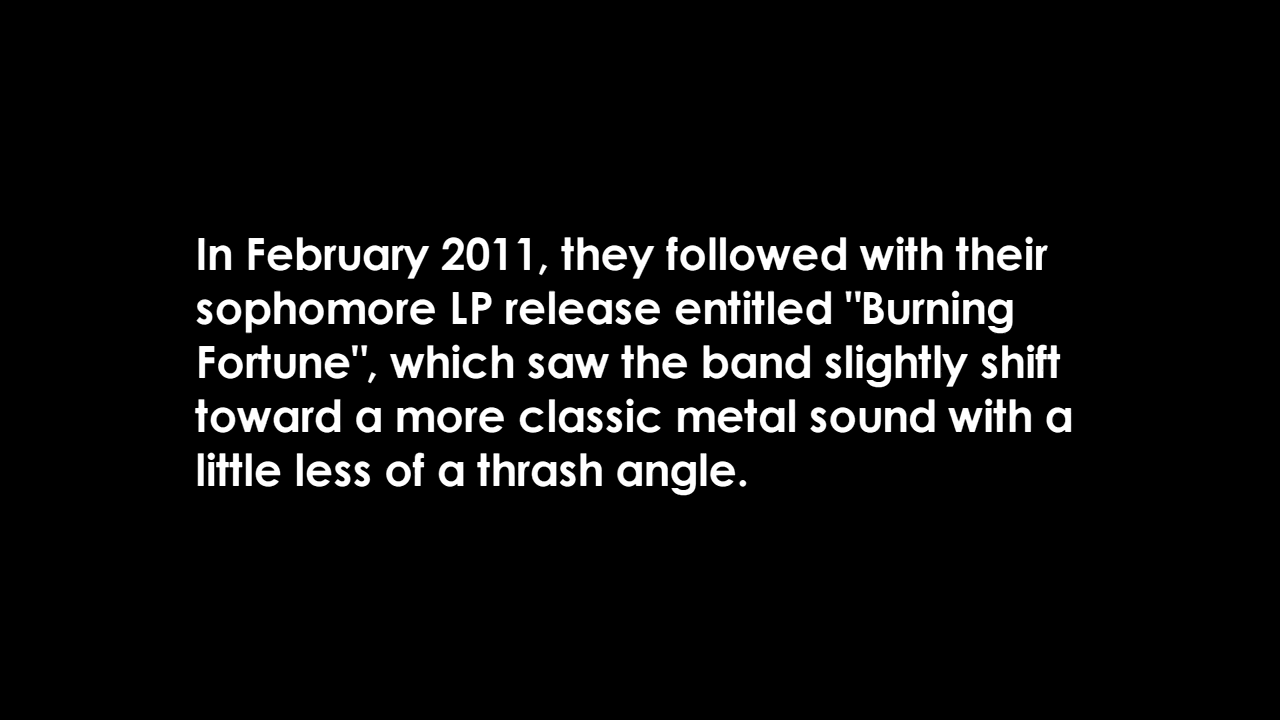 In February 2011, they followed with their
sophomore LP release entitled "Burning
Fortune", which saw the band slightly shift
toward a more classic metal sound with a
little less of a thrash angle.